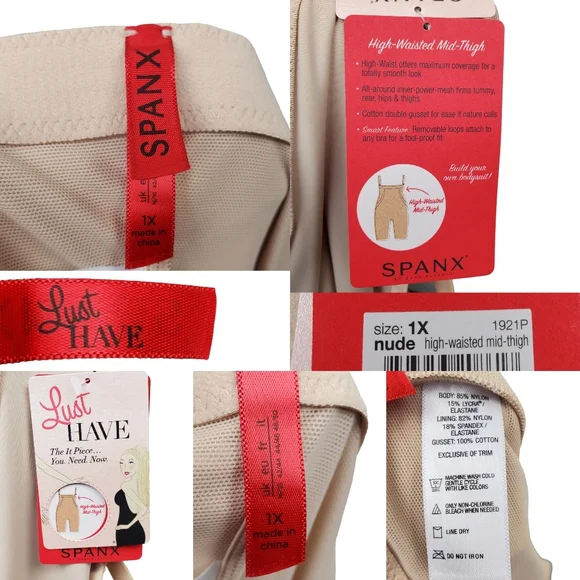 SPANX
uk
eu
1X
made in
china
High-Waisted Mid-Thigh
• High-Waist offers maximum coverage for a
totally smooth look
• All-around inner-power-mesh firms tummy,
rear, hips & thighs
• Cotton double gusset for ease if nature calls
• Smart Feature: Removable loops attach to
any bra for a fool-proof fit
Build your
own bodysuit!
High-Waisted
Mid-Thigh
SPANX
Lust
HAVE
size: 1X
1921P
nude high-waisted mid-thigh
Lust
HAVE
The It Piece...
You. Need. Now.
High-Waisted
Mid-Thigh
SPANX
uk eu fr it
1X
made in
china
BODY: 85% NYLON
15% LYCRA®/
ELASTANE
LINING: 82% NYLON
18% SPANDEX /
ELASTANE
GUSSET: 100% COTTON
EXCLUSIVE OF TRIM
MACHINE WASH COLD
GENTLE CYCLE
WITH LIKE COLORS
ONLY NON-CHLORINE
BLEACH WHEN NEEDED
LINE DRY
DO NOT IRON